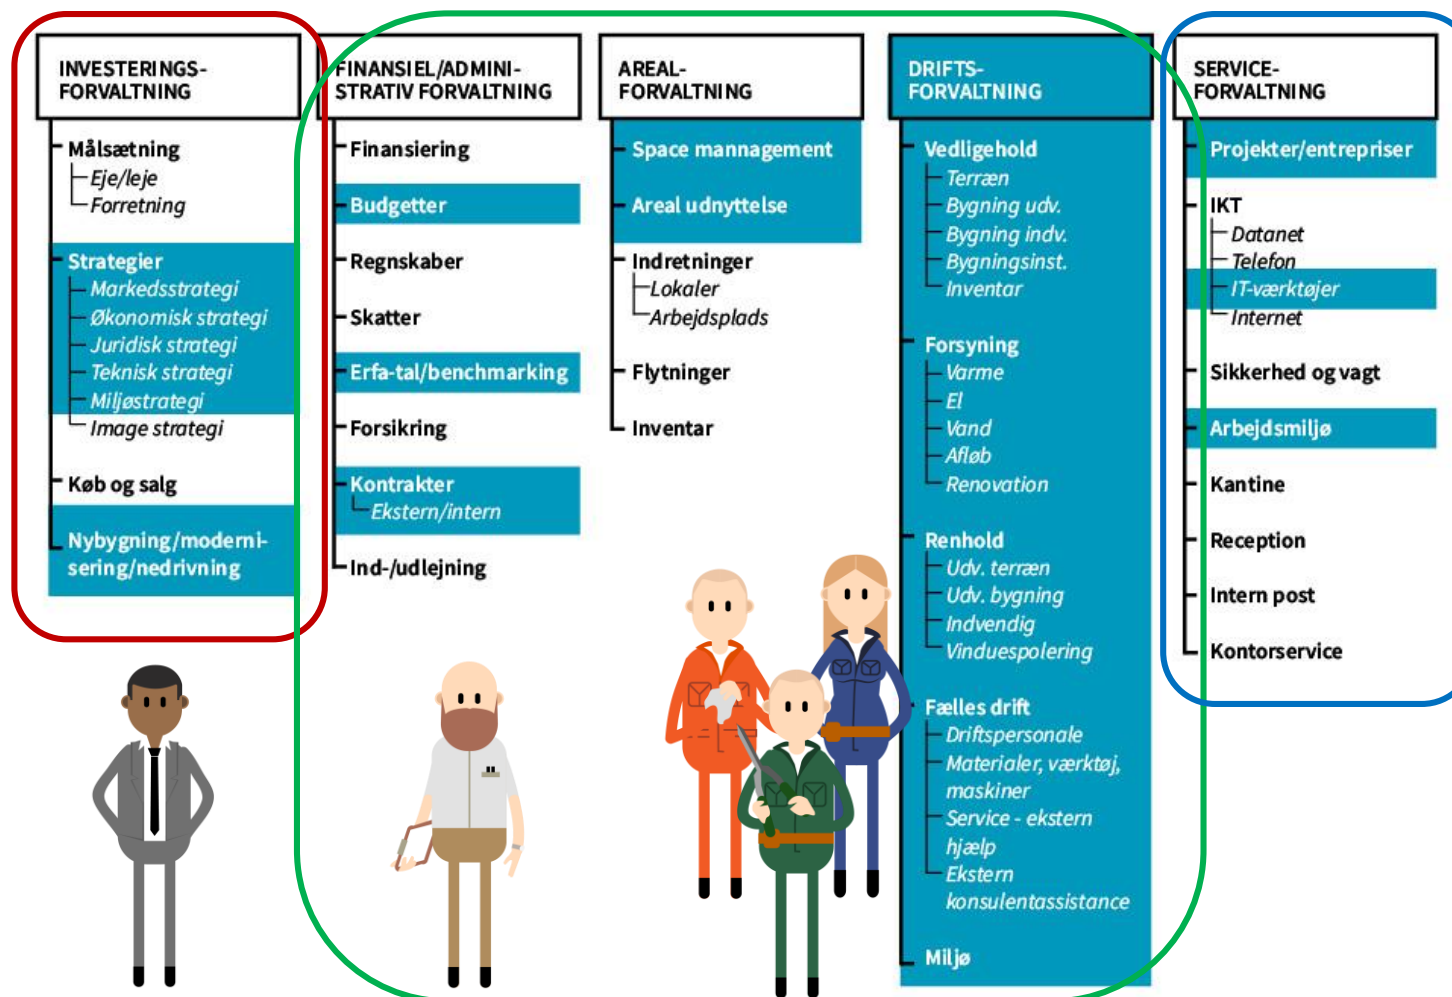 INVESTERINGS-
FORVALTNING
Målsætning
Eje/leje
Forretning
Strategier
Markedsstrategi
Økonomisk strategi
Juridisk strategi
Teknisk strategi
Miljøstrategi
Image strategi
Køb og salg
Nybygning/moderni-
sering/nedrivning
FINANSIEL/ADMINI-
STRATIV FORVALTNING
Finansiering
Budgetter
Regnskaber
Skatter
Erfa-tal/benchmarking
Forsikring
Kontrakter
Ekstern/intern
Ind-/udlejning
AREAL-
FORVALTNING
Space mannagement
Areal udnyttelse
Indretninger
Lokaler
Arbejdsplads
Flytninger
Inventar
DRIFTS-
FORVALTNING
Vedligehold
Terræn
Bygning udv.
Bygning indv.
Bygningsinst.
Inventar
Forsyning
Varme
El
Vand
Afløb
Renovation
Renhold
Udv. terræn
Udv. bygning
Indvendig
Vinduespolering
Fælles drift
Driftspersonale
Materialer, værktøj,
maskiner
Service - ekstern
hjælp
Ekstern
konsulentassistance
Miljø
SERVICE-
FORVALTNING
Projekter/entrepriser
IKT
Datanet
Telefon
IT-værktøjer
Internet
Sikkerhed og vagt
Arbejdsmiljø
Kantine
Reception
Intern post
Kontorservice